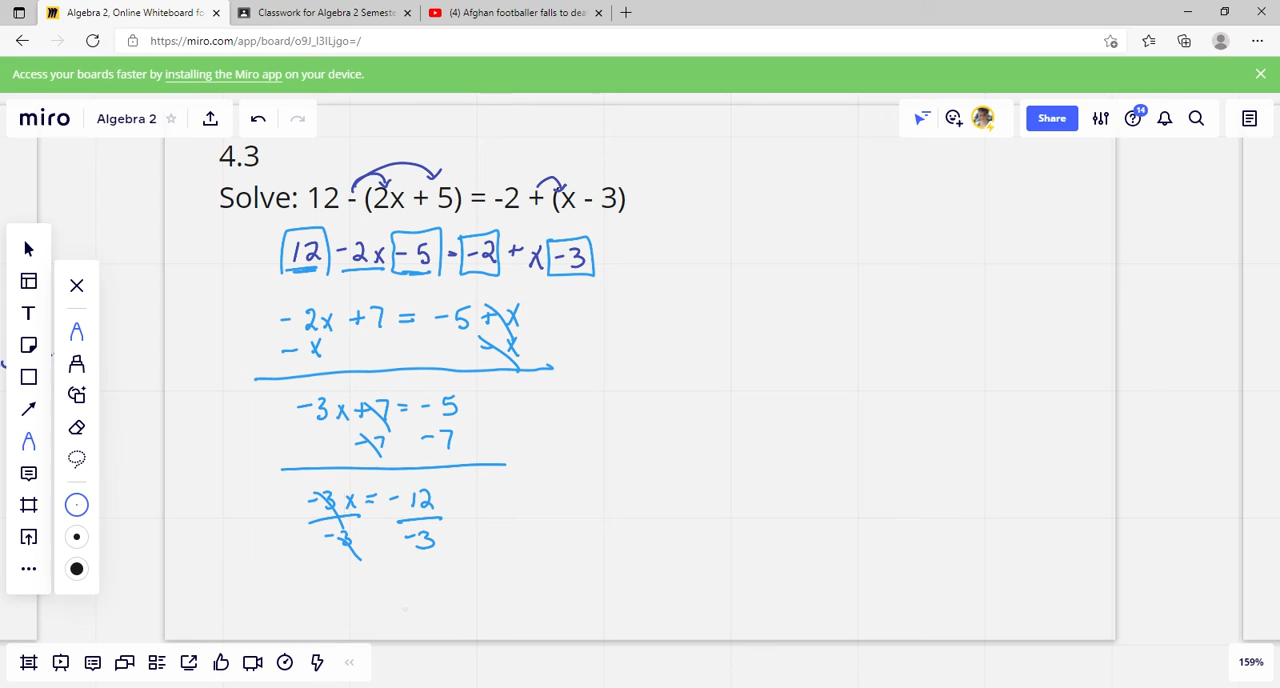 Algebra 2, Online Whiteboard fo
Classwork for Algebra 2 Semeste
(4) Afghan footballer falls to dea
https://miro.com/app/board/o9J_l3lLjgo=/
Access your boards faster by installing the Miro app on your device.
miro
Algebra 2
Share
14
4.3
Solve: 12 - (2x + 5) = -2 + (x - 3)
12 - 2x - 5 = -2 + x - 3
- 2x + 7 = - 5 + x
- x - x
-3x + 7 = - 5
-7 - 7
-3x = - 12
-3 -3
159%